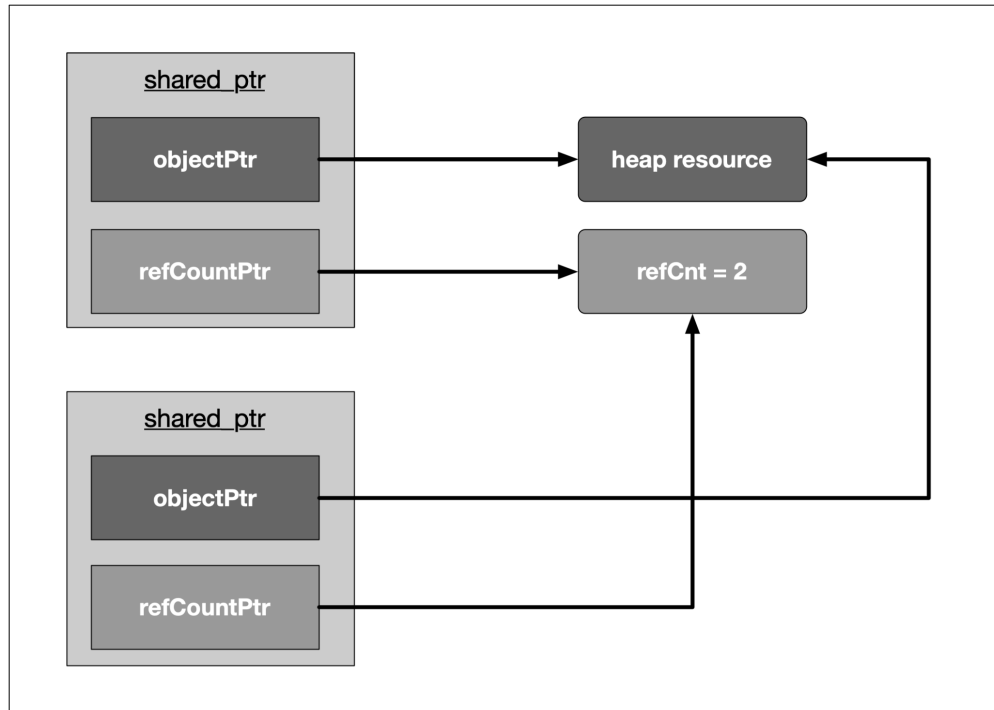 shared_ptr
objectPtr
heap resource
refCountPtr
refCnt = 2
shared_ptr
objectPtr
refCountPtr